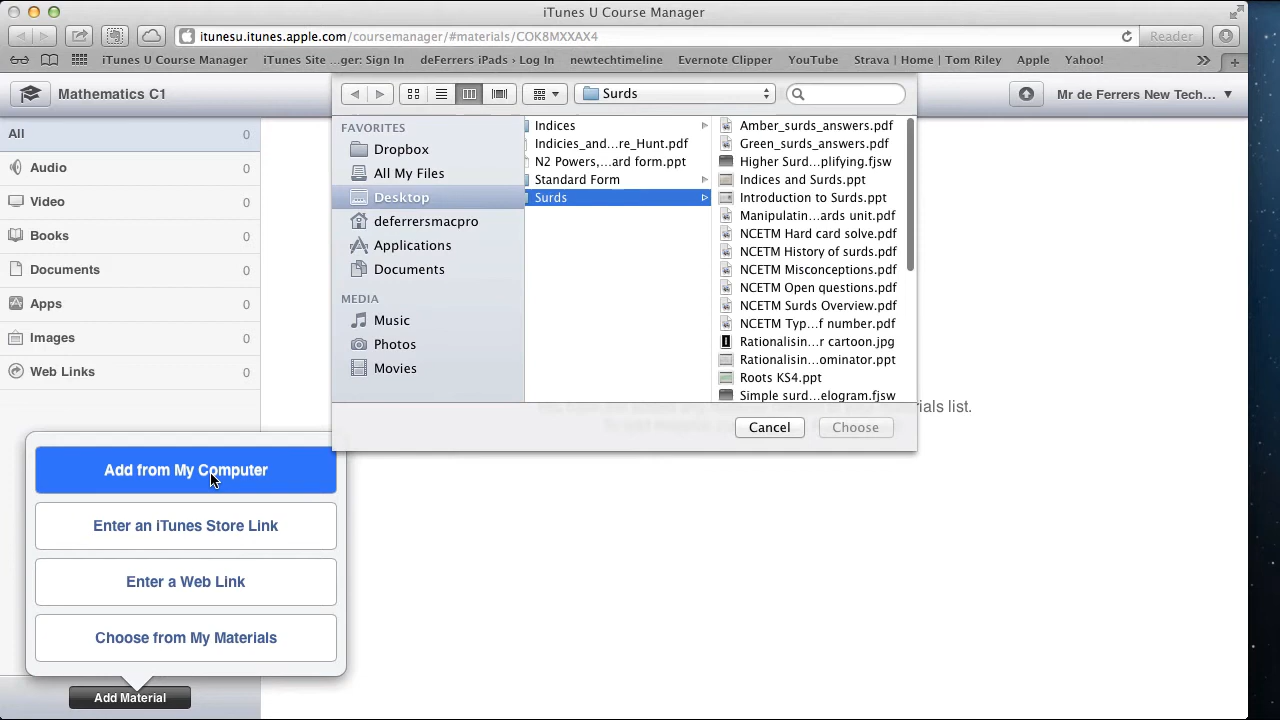 iTunes U Course Manager
itunesu.itunes.apple.com/coursemanager/#materials/COK8MXXAX4
Reader
iTunes U Course Manager iTunes Site ...ger: Sign In deFerrers iPads › Log In newtechtimeline Evernote Clipper YouTube Strava | Home | Tom Riley Apple Yahoo!
Mathematics C1
Surds
Mr de Ferrers New Tech...
All 0
Audio 0
Video 0
Books 0
Documents 0
Apps 0
Images 0
Web Links 0
FAVORITES
Dropbox
All My Files
Desktop
deferrersmacpro
Applications
Documents
MEDIA
Music
Photos
Movies
Indices
Indicies_and...re_Hunt.pdf
N2 Powers,...ard form.ppt
Standard Form
Surds
Amber_surds_answers.pdf
Green_surds_answers.pdf
Higher Surd...plifying.fjsw
Indices and Surds.ppt
Introduction to Surds.ppt
Manipulatin...ards unit.pdf
NCETM Hard card solve.pdf
NCETM History of surds.pdf
NCETM Misconceptions.pdf
NCETM Open questions.pdf
NCETM Surds Overview.pdf
NCETM Typ...f number.pdf
Rationalisin...r cartoon.jpg
Rationalisin...ominator.ppt
Roots KS4.ppt
Simple surd...elogram.fjsw
ials list.
Cancel
Choose
Add from My Computer
Enter an iTunes Store Link
Enter a Web Link
Choose from My Materials
Add Material